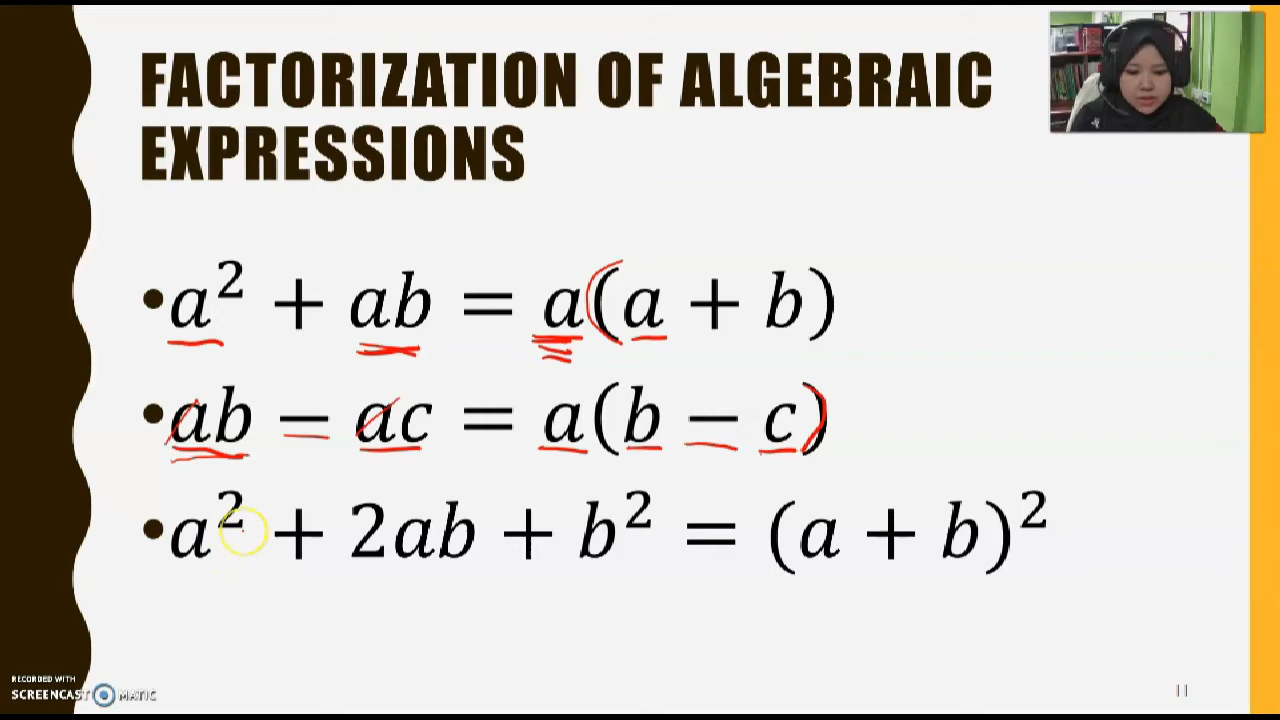 FACTORIZATION OF ALGEBRAIC
EXPRESSIONS
•a² + ab = a(a + b)
•ab − ac = a(b − c)
•a² + 2ab + b² = (a + b)²
RECORDED WITH
SCREENCAST MATIC
11